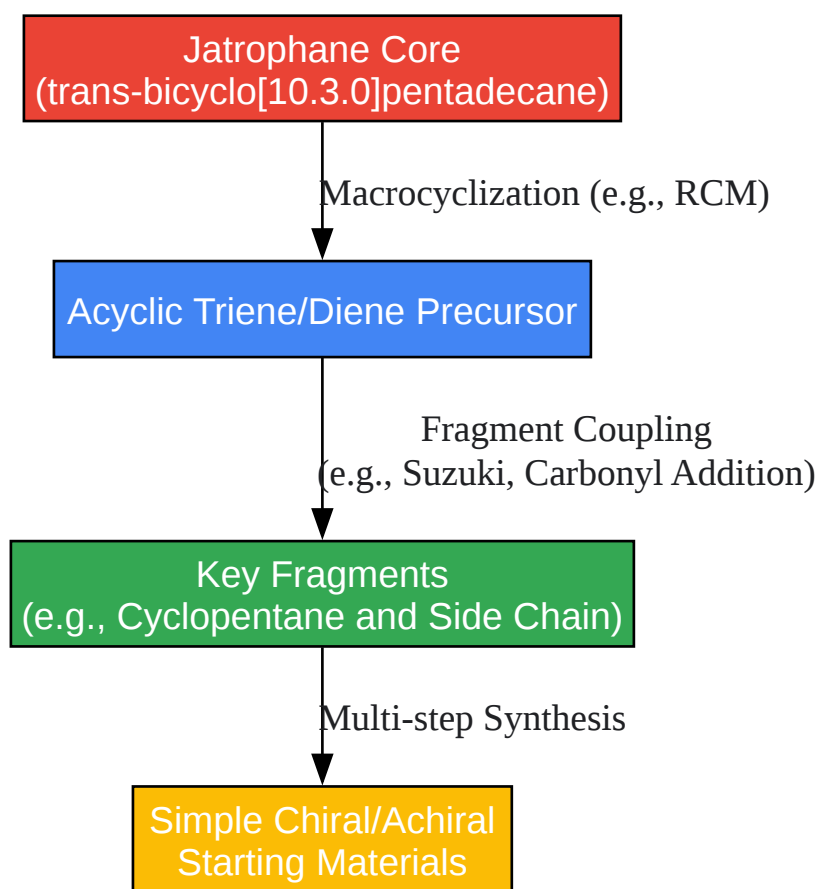 Jatrophane Core
(trans-bicyclo[10.3.0]pentadecane)
Macrocyclization (e.g., RCM)
Acyclic Triene/Diene Precursor
Fragment Coupling
(e.g., Suzuki, Carbonyl Addition)
Key Fragments
(e.g., Cyclopentane and Side Chain)
Multi-step Synthesis
Simple Chiral/Achiral
Starting Materials